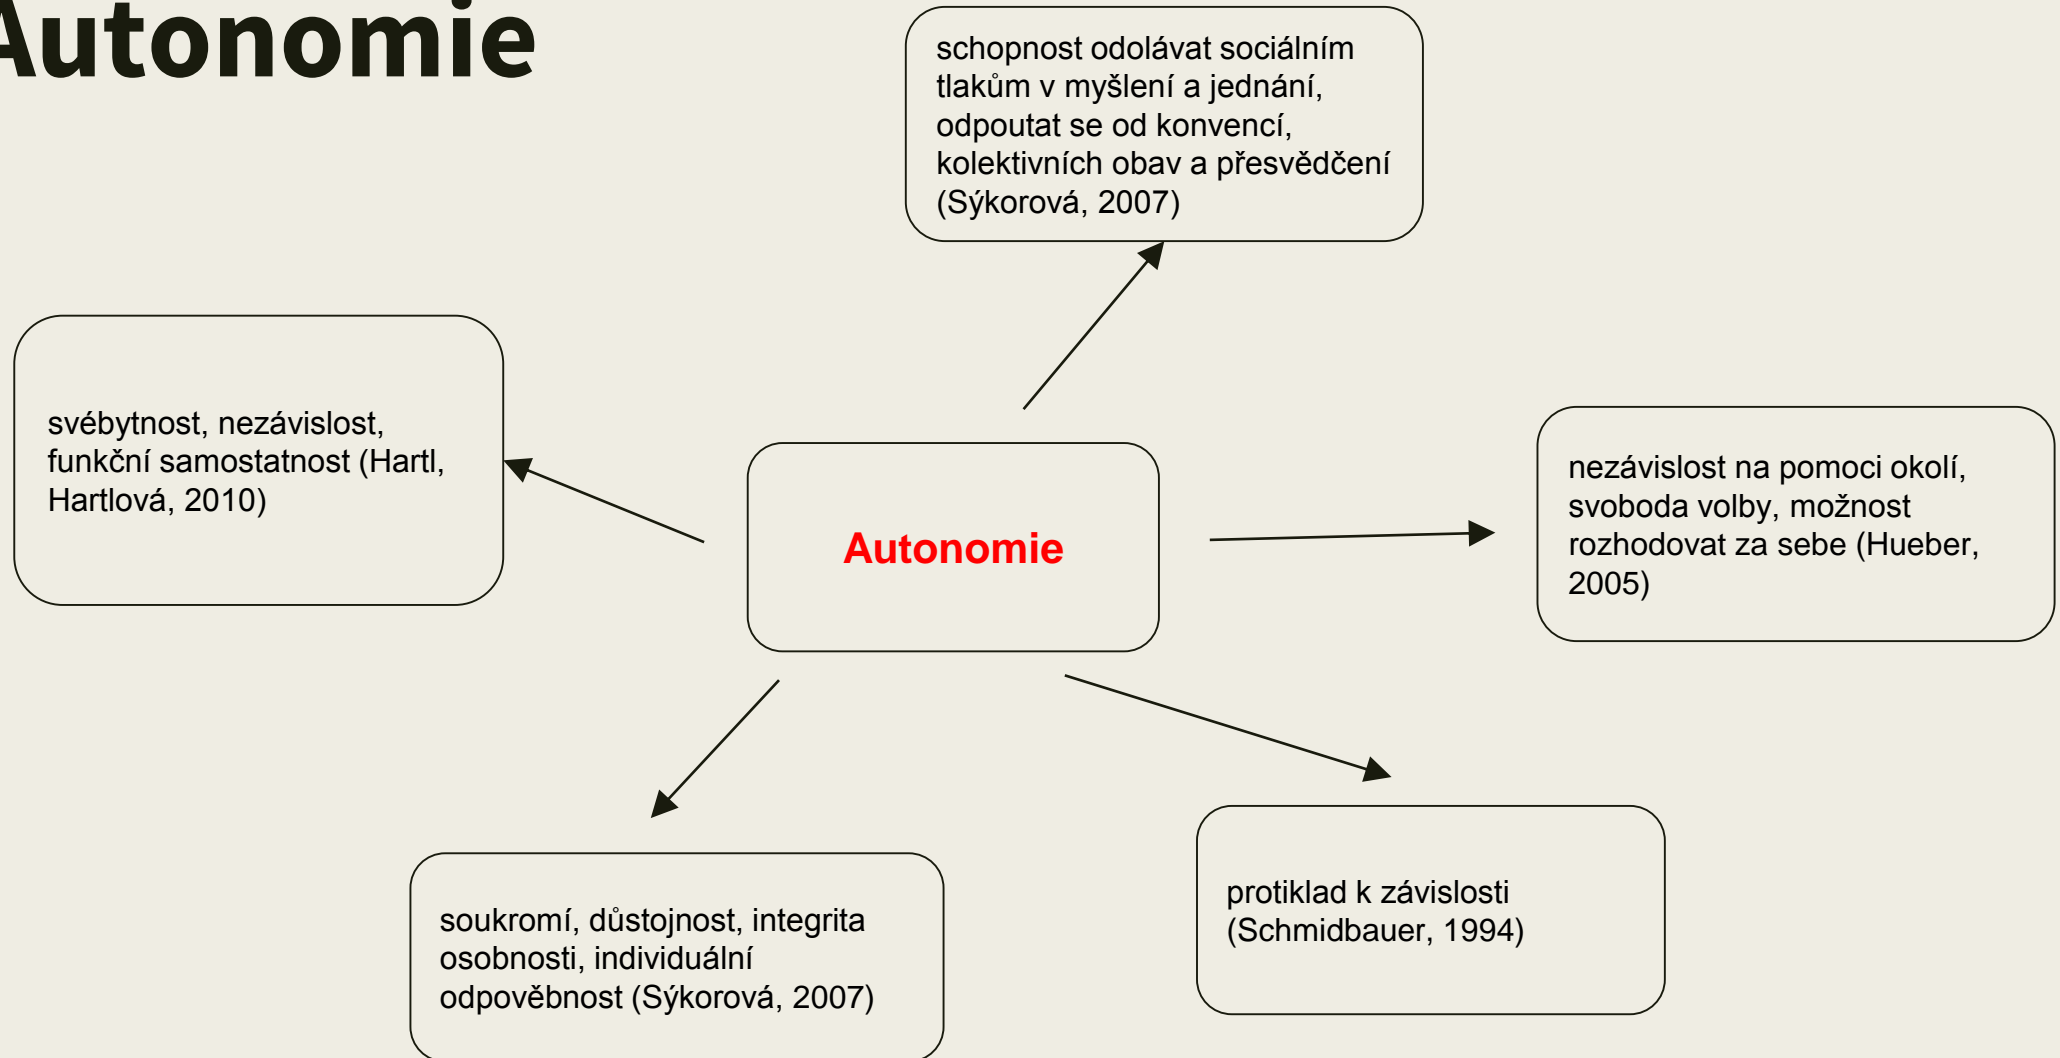 Autonomie
schopnost odolávat sociálním
tlakům v myšlení a jednání,
odpoutat se od konvencí,
kolektivních obav a přesvědčení
(Sýkorová, 2007)
svébytnost, nezávislost,
funkční samostatnost (Hartl,
Hartlová, 2010)
nezávislost na pomoci okolí,
svoboda volby, možnost
rozhodovat za sebe (Hueber,
2005)
Autonomie
soukromí, důstojnost, integrita
osobnosti, individuální
odpověbnost (Sýkorová, 2007)
protiklad k závislosti
(Schmidbauer, 1994)